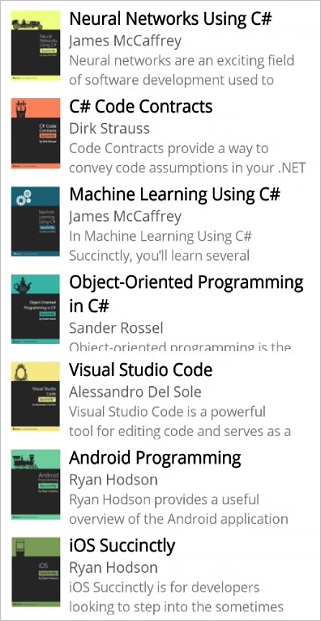 Neural Networks Using C#
James McCaffrey
Neural networks are an exciting field
of software development used to
C# Code Contracts
Dirk Strauss
Code Contracts provide a way to
convey code assumptions in your .NET
Machine Learning Using C#
James McCaffrey
In Machine Learning Using C#
Succinctly, you’ll learn several
Object-Oriented Programming
in C#
Sander Rossel
Object-oriented programming is the
Visual Studio Code
Alessandro Del Sole
Visual Studio Code is a powerful
tool for editing code and serves as a
Android Programming
Ryan Hodson
Ryan Hodson provides a useful
overview of the Android application
iOS Succinctly
Ryan Hodson
iOS Succinctly is for developers
looking to step into the sometimes